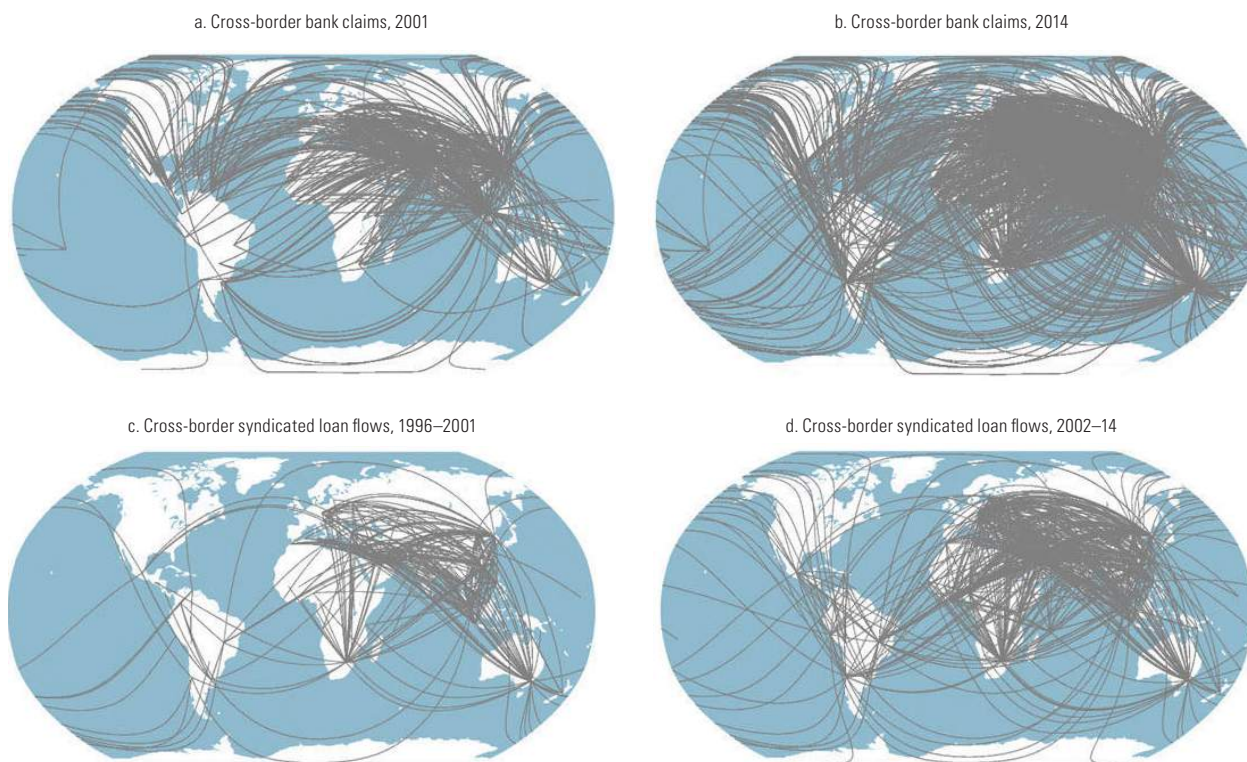 a. Cross-border bank claims, 2001
b. Cross-border bank claims, 2014
c. Cross-border syndicated loan flows, 1996–2001
d. Cross-border syndicated loan flows, 2002–14